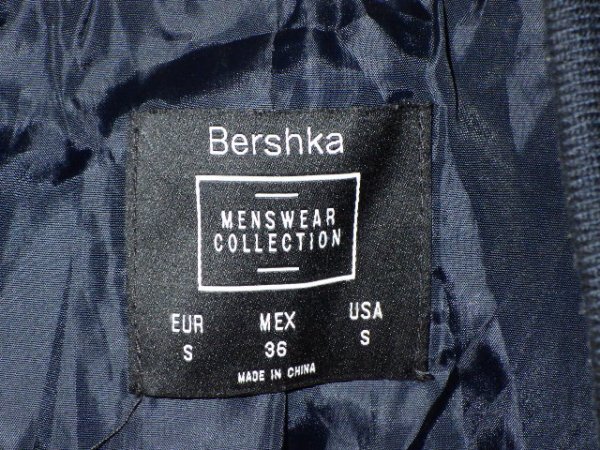 Bershka
MENSWEAR
COLLECTION
EUR MEX USA
S 36 S
MADE IN CHINA